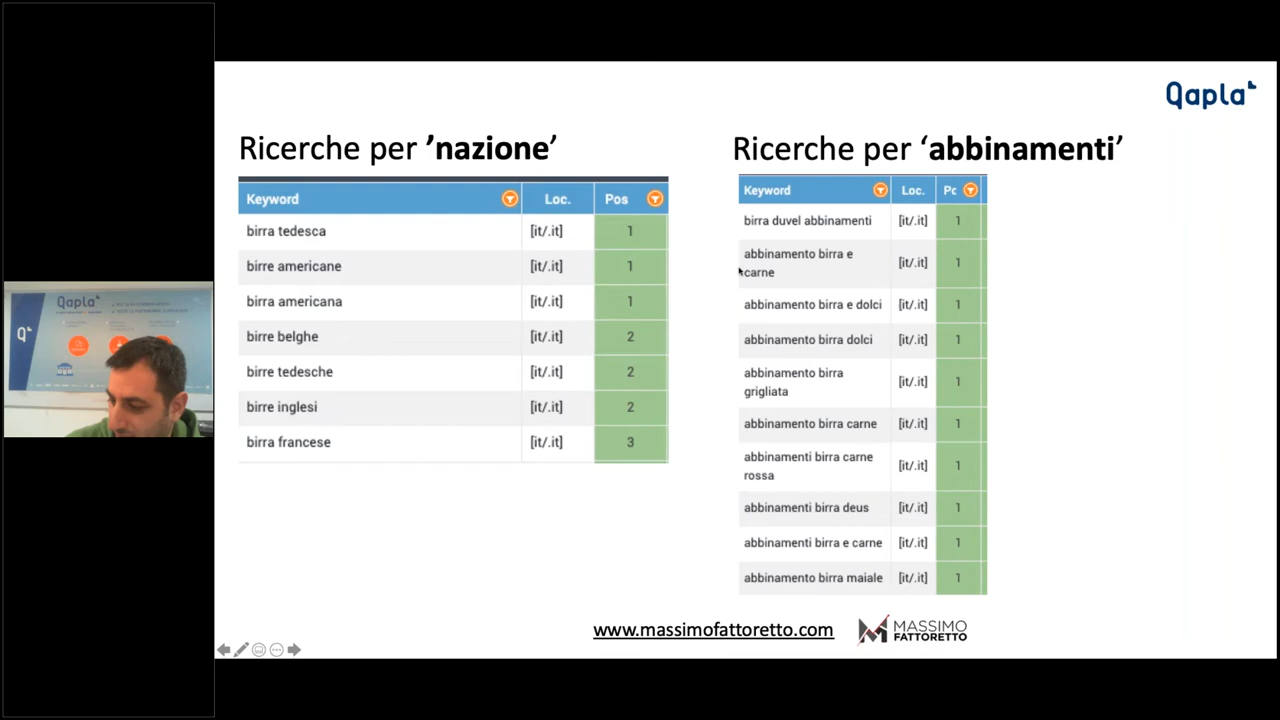 Qapla'
Ricerche per 'nazione'
Keyword Loc. Pos
birra tedesca [it/.it] 1
birre americane [it/.it] 1
birra americana [it/.it] 1
birre belghe [it/.it] 2
birre tedesche [it/.it] 2
birre inglesi [it/.it] 2
birra francese [it/.it] 3
Ricerche per ‘abbinamenti’
Keyword Loc. Pc
birra duvel abbinamenti [it/.it] 1
abbinamento birra e
carne [it/.it] 1
abbinamento birra e dolci [it/.it] 1
abbinamento birra dolci [it/.it] 1
abbinamento birra
grigliata [it/.it] 1
abbinamento birra carne [it/.it] 1
abbinamenti birra carne
rossa [it/.it] 1
abbinamenti birra deus [it/.it] 1
abbinamenti birra e carne [it/.it] 1
abbinamento birra maiale [it/.it] 1
www.massimofattoretto.com
MASSIMO
FATTORETTO
Qapla'